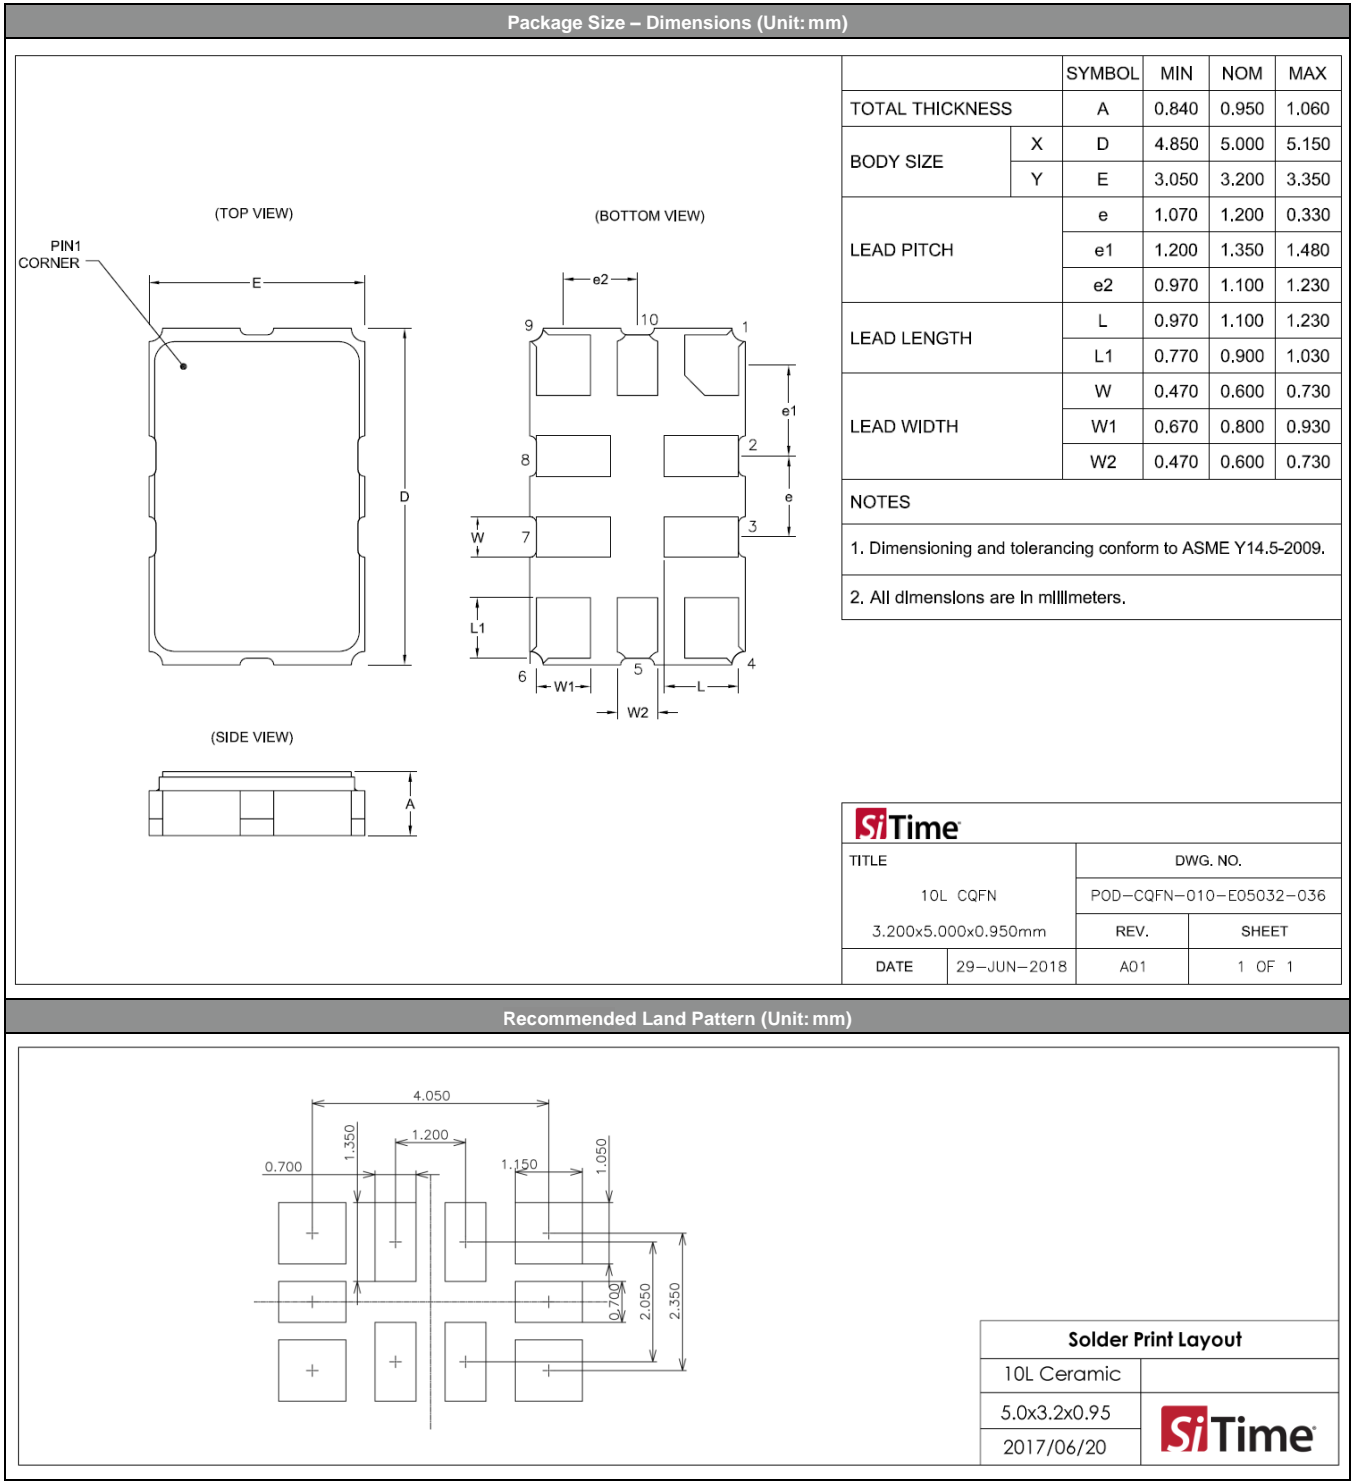 Package Size – Dimensions (Unit: mm)
SYMBOL MIN NOM MAX
TOTAL THICKNESS A 0.840 0.950 1.060
BODY SIZE X D 4.850 5.000 5.150
Y E 3.050 3.200 3.350
LEAD PITCH e 1.070 1.200 0.330
e1 1.200 1.350 1.480
e2 0.970 1.100 1.230
LEAD LENGTH L 0.970 1.100 1.230
L1 0.770 0.900 1.030
LEAD WIDTH W 0.470 0.600 0.730
W1 0.670 0.800 0.930
W2 0.470 0.600 0.730
NOTES
1. Dimensioning and tolerancing conform to ASME Y14.5-2009.
2. All dimensions are in millimeters.
(TOP VIEW)
PIN1
CORNER
E
D
(BOTTOM VIEW)
e2
9 10 1
e1
8 2
e
W 7 3
L1
6 5 4
W1 L
W2
(SIDE VIEW)
A
SiTime
TITLE DWG. NO.
10L CQFN POD-CQFN-010-E05032-036
3.200x5.000x0.950mm REV. SHEET
DATE 29-JUN-2018 A01 1 OF 1
Recommended Land Pattern (Unit: mm)
4.050
1.350
1.200
0.700
1.150
1.050
0.700
2.050
2.350
Solder Print Layout
10L Ceramic
5.0x3.2x0.95
2017/06/20
SiTime